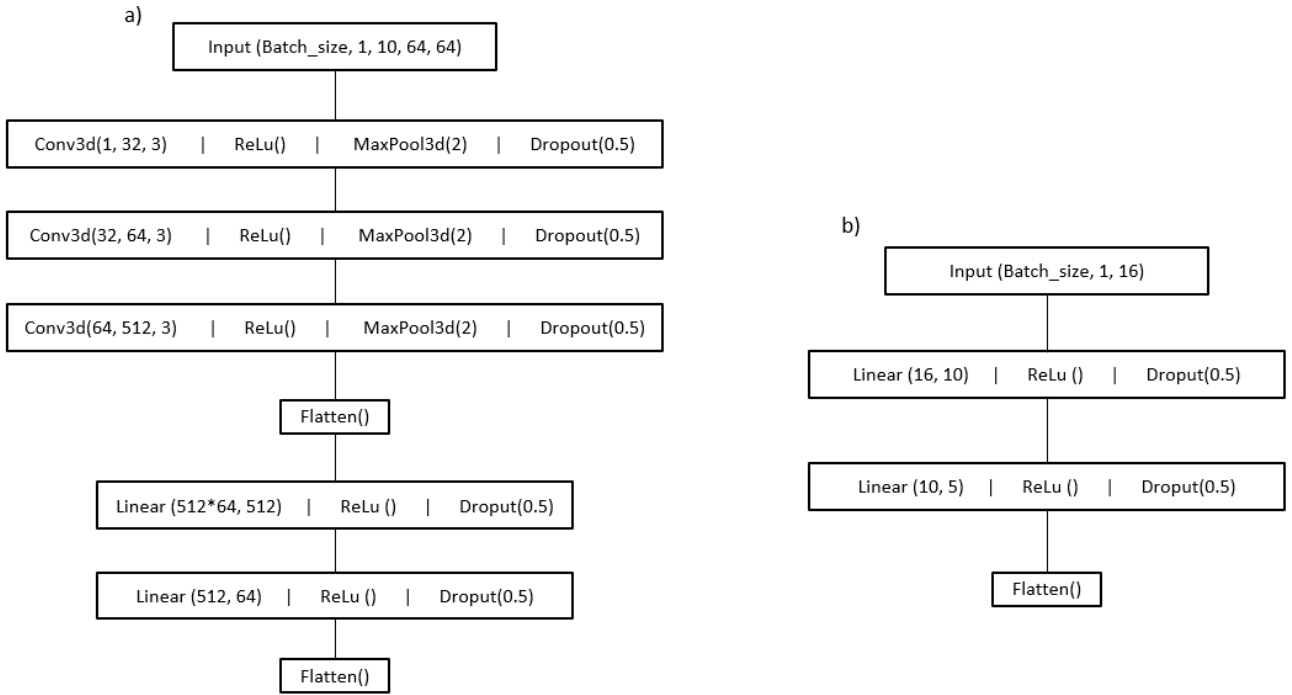 a)
Input (Batch_size, 1, 10, 64, 64)
Conv3d(1, 32, 3) | ReLu() | MaxPool3d(2) | Dropout(0.5)
Conv3d(32, 64, 3) | ReLu() | MaxPool3d(2) | Dropout(0.5)
Conv3d(64, 512, 3) | ReLu() | MaxPool3d(2) | Dropout(0.5)
Flatten()
Linear (512*64, 512) | ReLu () | Droput(0.5)
Linear (512, 64) | ReLu () | Droput(0.5)
Flatten()
b)
Input (Batch_size, 1, 16)
Linear (16, 10) | ReLu () | Droput(0.5)
Linear (10, 5) | ReLu () | Droput(0.5)
Flatten()